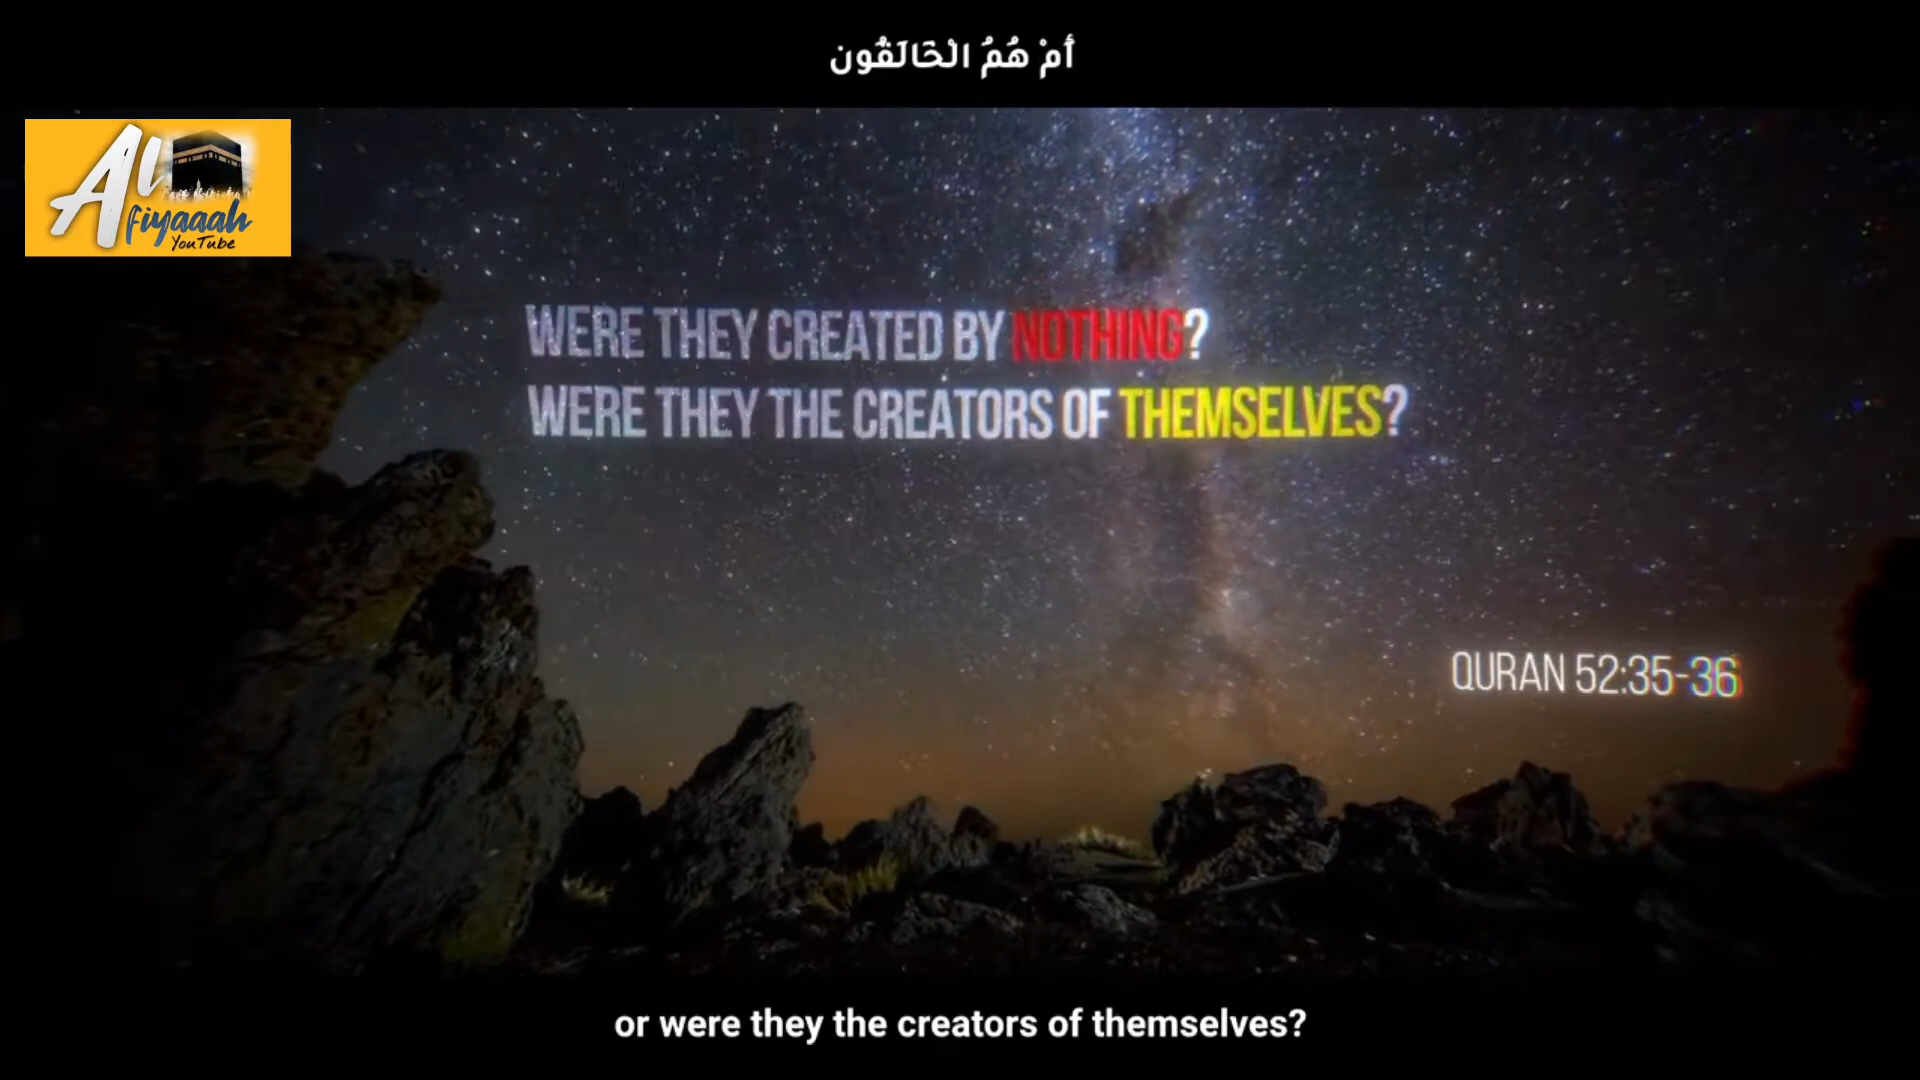 أَمْ هُمُ الْخَالَقُون
Al
fiyaaah
YouTube
WERE THEY CREATED BY NOTHING?
WERE THEY THE CREATORS OF THEMSELVES?
QURAN 52:35-36
or were they the creators of themselves?